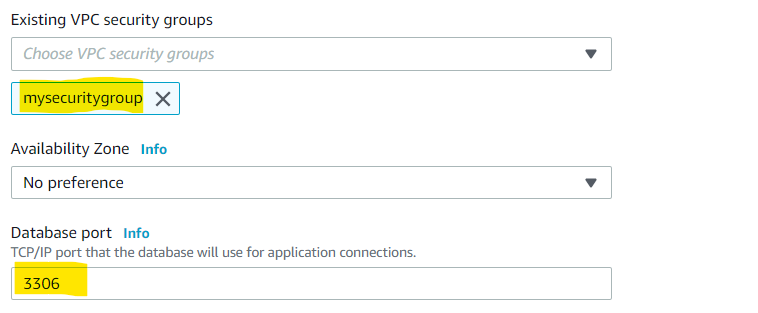 Existing VPC security groups
Choose VPC security groups
mysecuritygroup
Availability Zone Info
No preference
Database port Info
TCP/IP port that the database will use for application connections.
3306